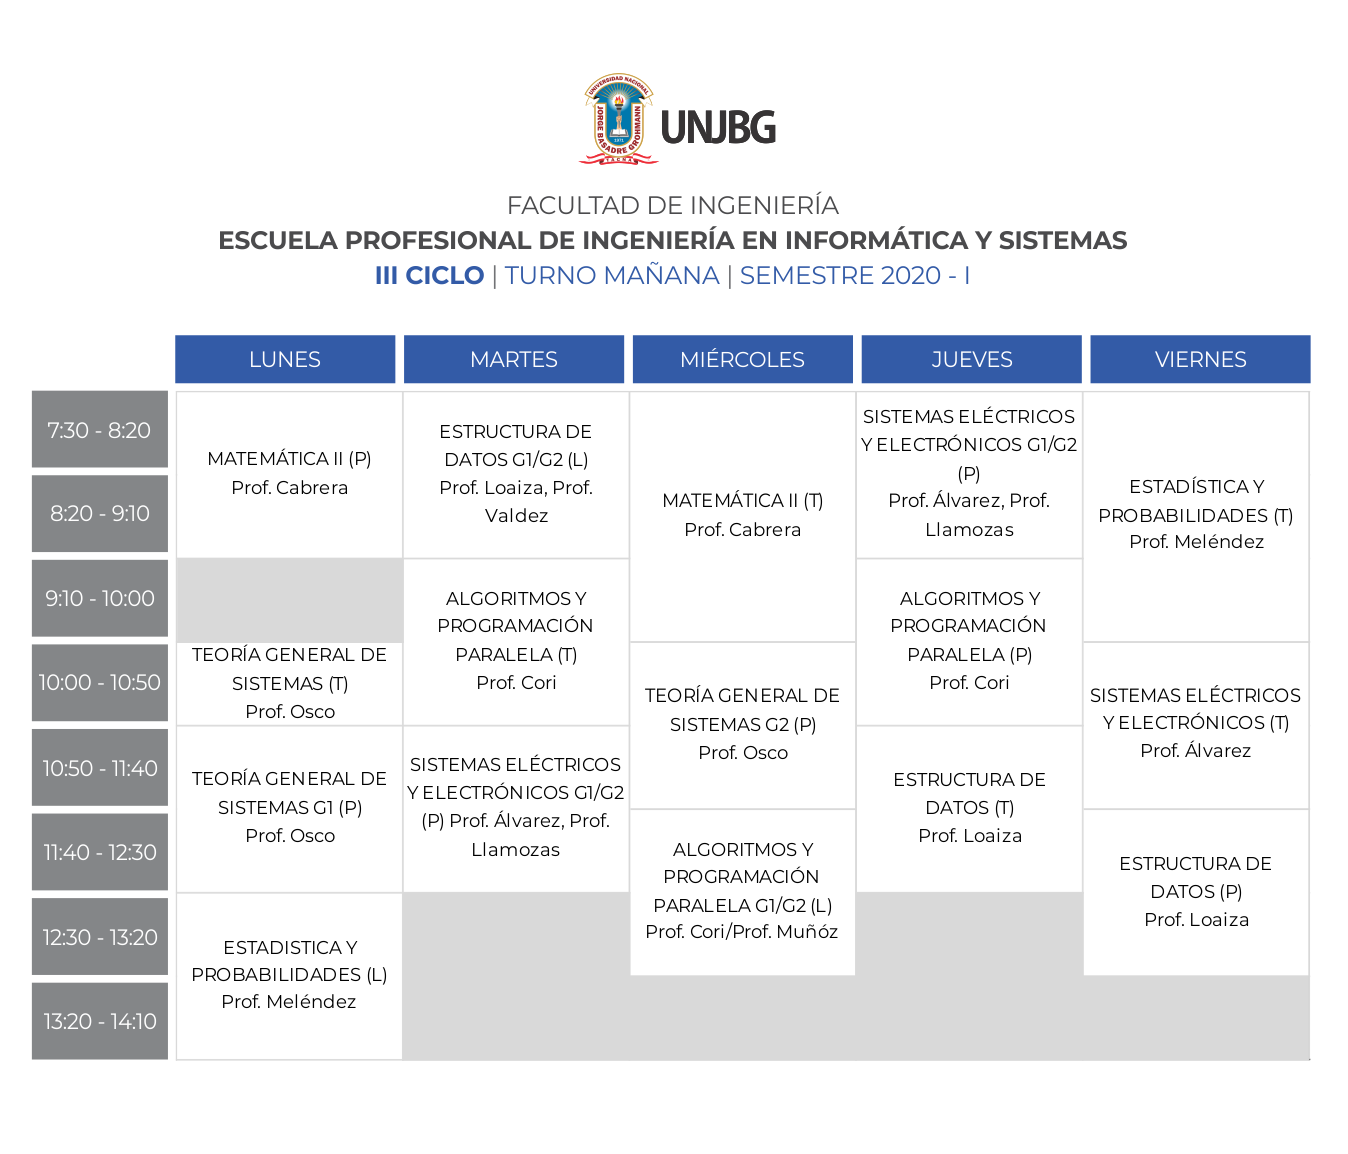 UNIVERSIDAD NACIONAL
JORGE BASADRE GROHMANN
1971
TACNA
UNJBG
FACULTAD DE INGENIERÍA
ESCUELA PROFESIONAL DE INGENIERÍA EN INFORMÁTICA Y SISTEMAS
III CICLO | TURNO MAÑANA | SEMESTRE 2020 - I
LUNES
MARTES
MIÉRCOLES
JUEVES
VIERNES
7:30 - 8:20
8:20 - 9:10
9:10 - 10:00
10:00 - 10:50
10:50 - 11:40
11:40 - 12:30
12:30 - 13:20
13:20 - 14:10
MATEMÁTICA II (P)
Prof. Cabrera
TEORÍA GENERAL DE
SISTEMAS (T)
Prof. Osco
TEORÍA GENERAL DE
SISTEMAS G1 (P)
Prof. Osco
ESTADISTICA Y
PROBABILIDADES (L)
Prof. Meléndez
ESTRUCTURA DE
DATOS G1/G2 (L)
Prof. Loaiza, Prof.
Valdez
ALGORITMOS Y
PROGRAMACIÓN
PARALELA (T)
Prof. Cori
SISTEMAS ELÉCTRICOS
Y ELECTRÓNICOS G1/G2
(P) Prof. Álvarez, Prof.
Llamozas
MATEMÁTICA II (T)
Prof. Cabrera
TEORÍA GENERAL DE
SISTEMAS G2 (P)
Prof. Osco
ALGORITMOS Y
PROGRAMACIÓN
PARALELA G1/G2 (L)
Prof. Cori/Prof. Muñóz
SISTEMAS ELÉCTRICOS
Y ELECTRÓNICOS G1/G2
(P)
Prof. Álvarez, Prof.
Llamozas
ALGORITMOS Y
PROGRAMACIÓN
PARALELA (P)
Prof. Cori
ESTRUCTURA DE
DATOS (T)
Prof. Loaiza
ESTADÍSTICA Y
PROBABILIDADES (T)
Prof. Meléndez
SISTEMAS ELÉCTRICOS
Y ELECTRÓNICOS (T)
Prof. Álvarez
ESTRUCTURA DE
DATOS (P)
Prof. Loaiza